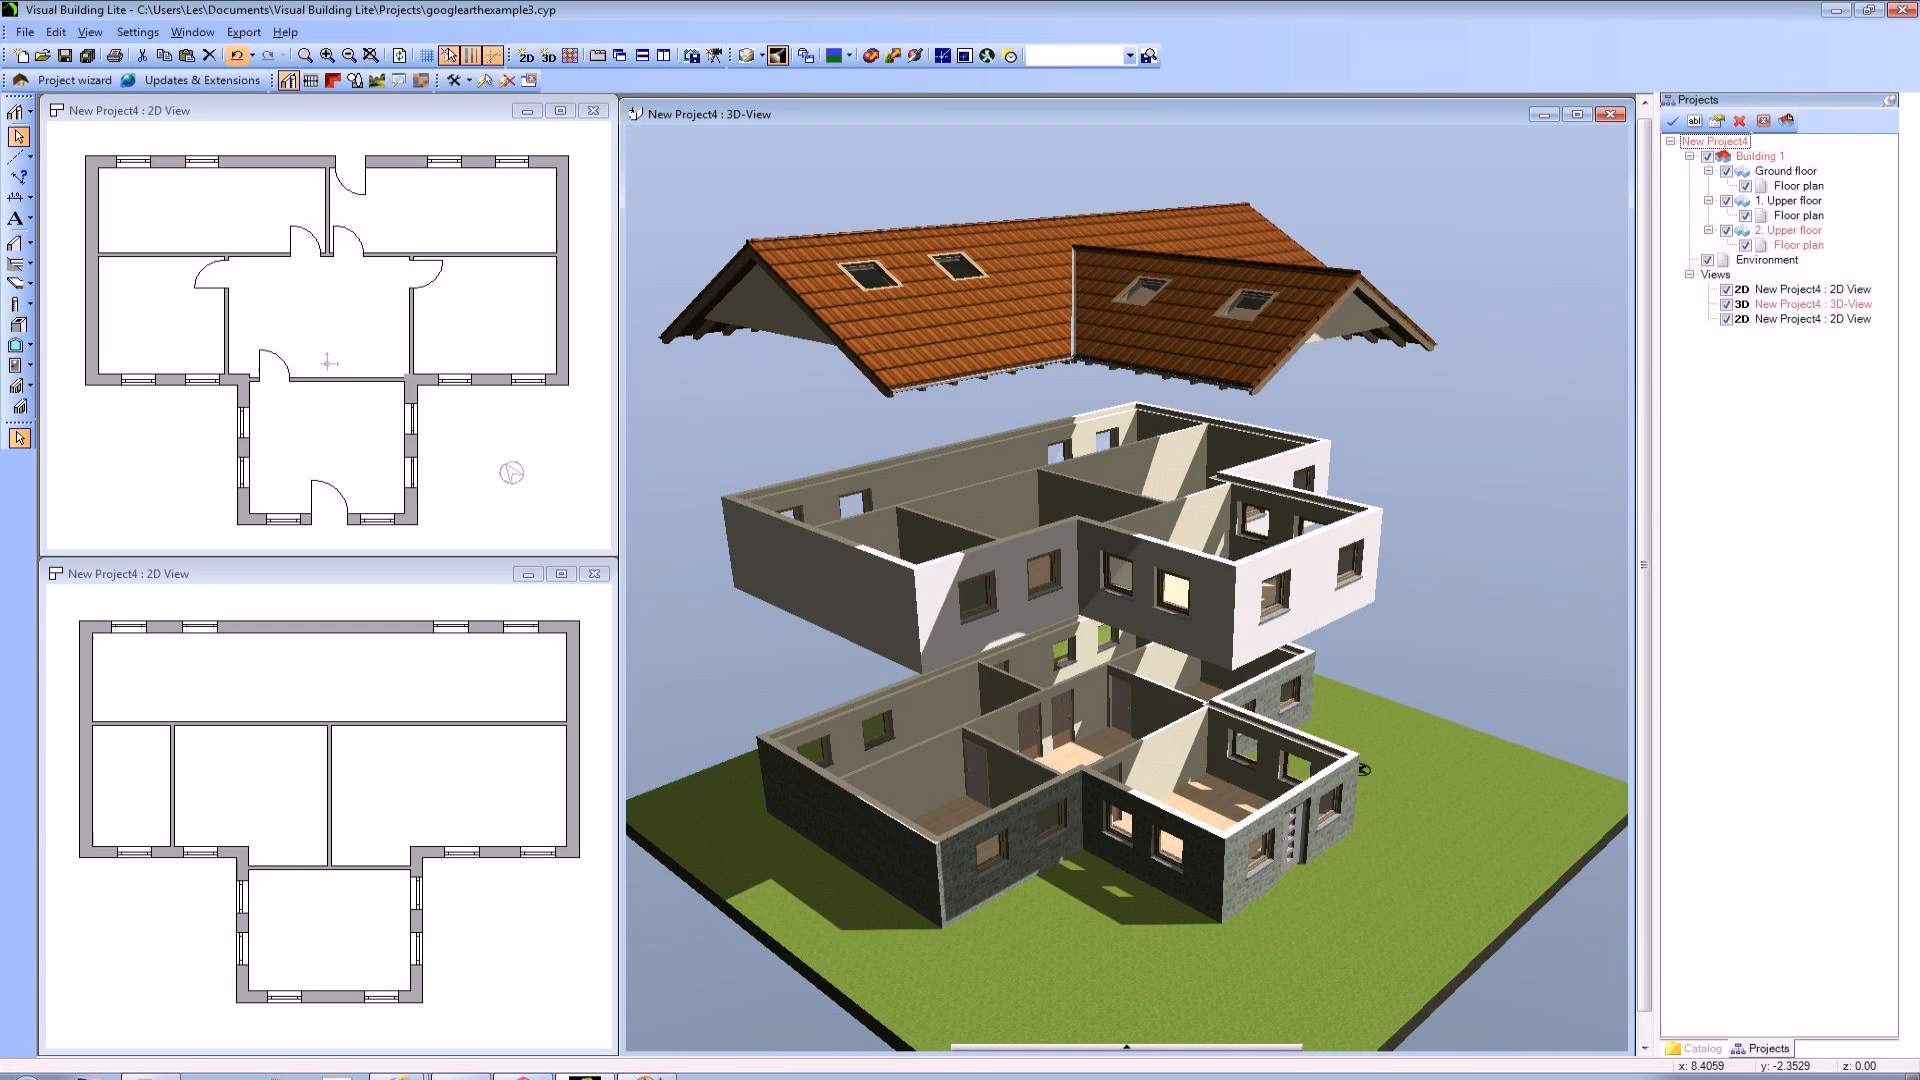 Visual Building Lite - C:\Users\Les\Documents\Visual Building Lite\Projects\googlearthexample3.cyp
File Edit View Settings Window Export Help
2D 3D
Project wizard Updates & Extensions
New Project4 : 2D View
New Project4 : 3D-View
A
New Project4 : 2D View
Projects
abl
New Project4
Building 1
Ground floor
Floor plan
1. Upper floor
Floor plan
2. Upper floor
Floor plan
Environment
Views
2D New Project4 : 2D View
3D New Project4 : 3D-View
2D New Project4 : 2D View
Catalog Projects
x: 8.4059 y: -2.3529 z: 0.00